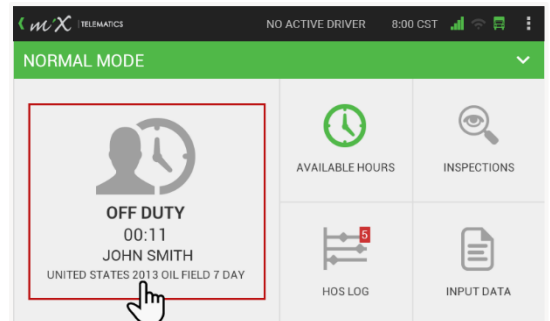 miX TELEMATICS NO ACTIVE DRIVER 8:00 CST
NORMAL MODE
OFF DUTY
00:11
JOHN SMITH
UNITED STATES 2013 OIL FIELD 7 DAY
AVAILABLE HOURS
INSPECTIONS
5
HOS LOG
INPUT DATA